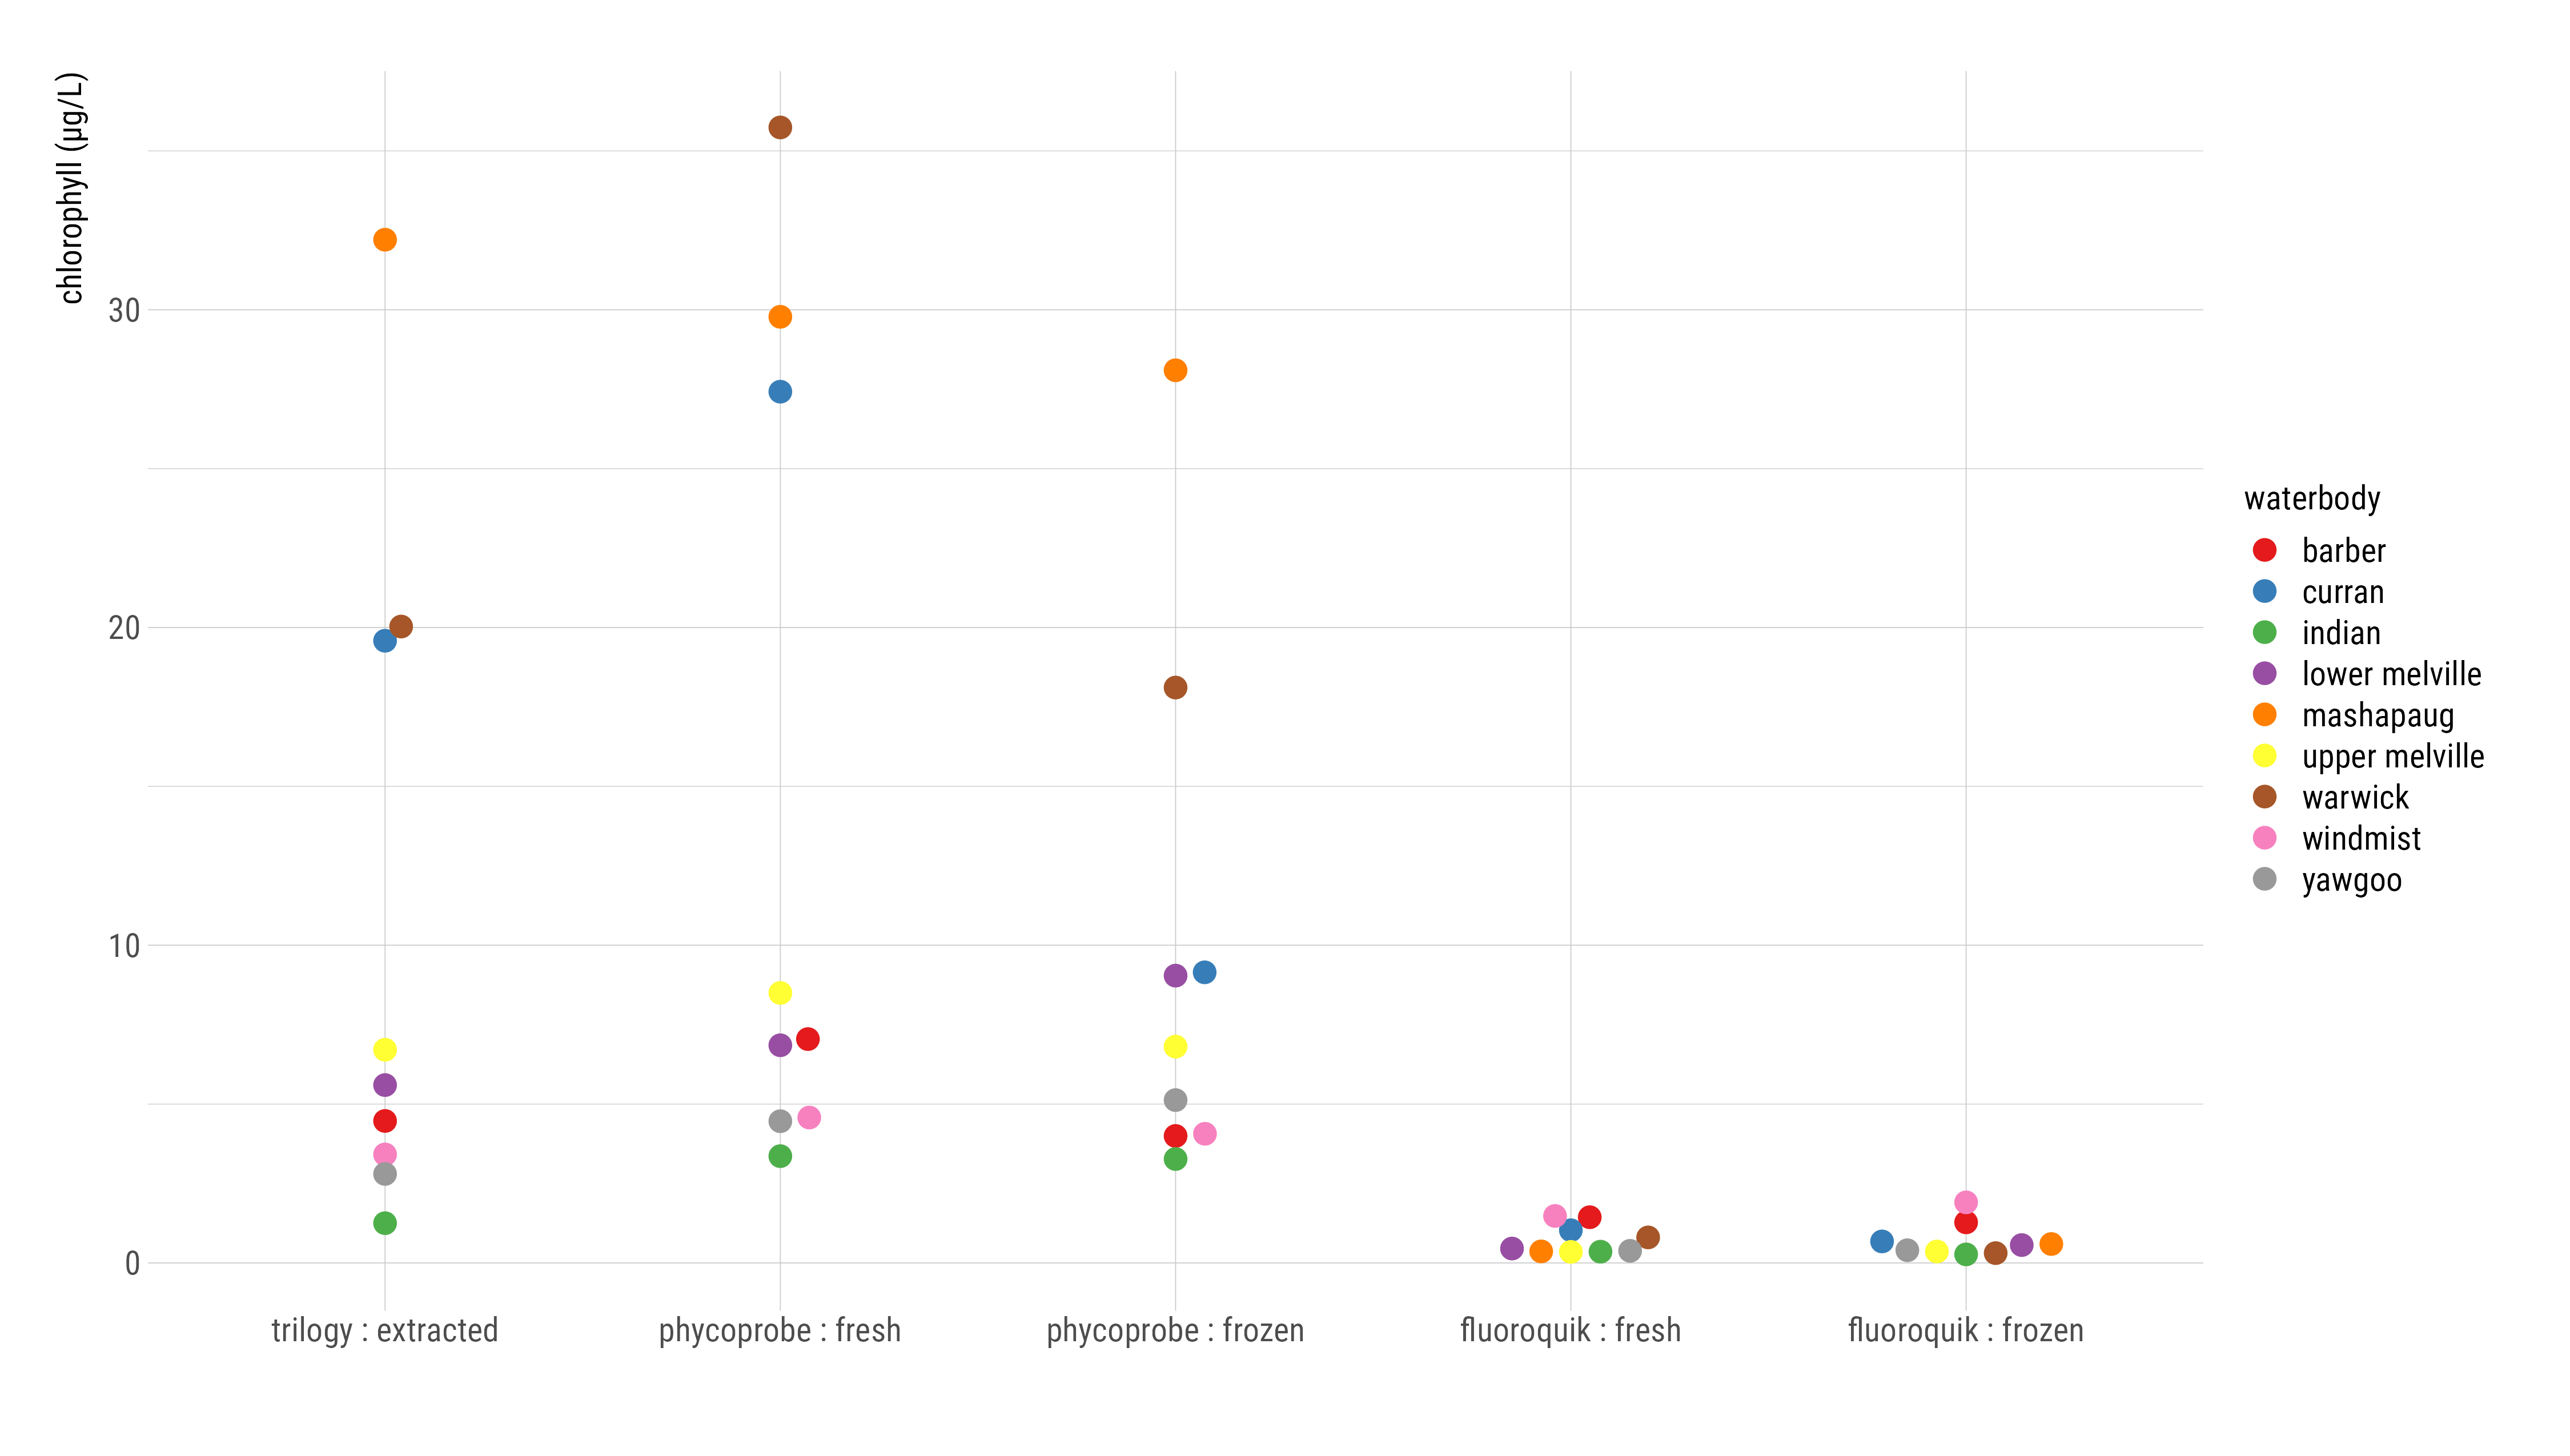 chlorophyll (µg/L)
30
20
10
0
trilogy : extracted
phycoprobe : fresh
phycoprobe : frozen
fluoroquik : fresh
fluoroquik : frozen
waterbody
barber
curran
indian
lower melville
mashapaug
upper melville
warwick
windmist
yawgoo